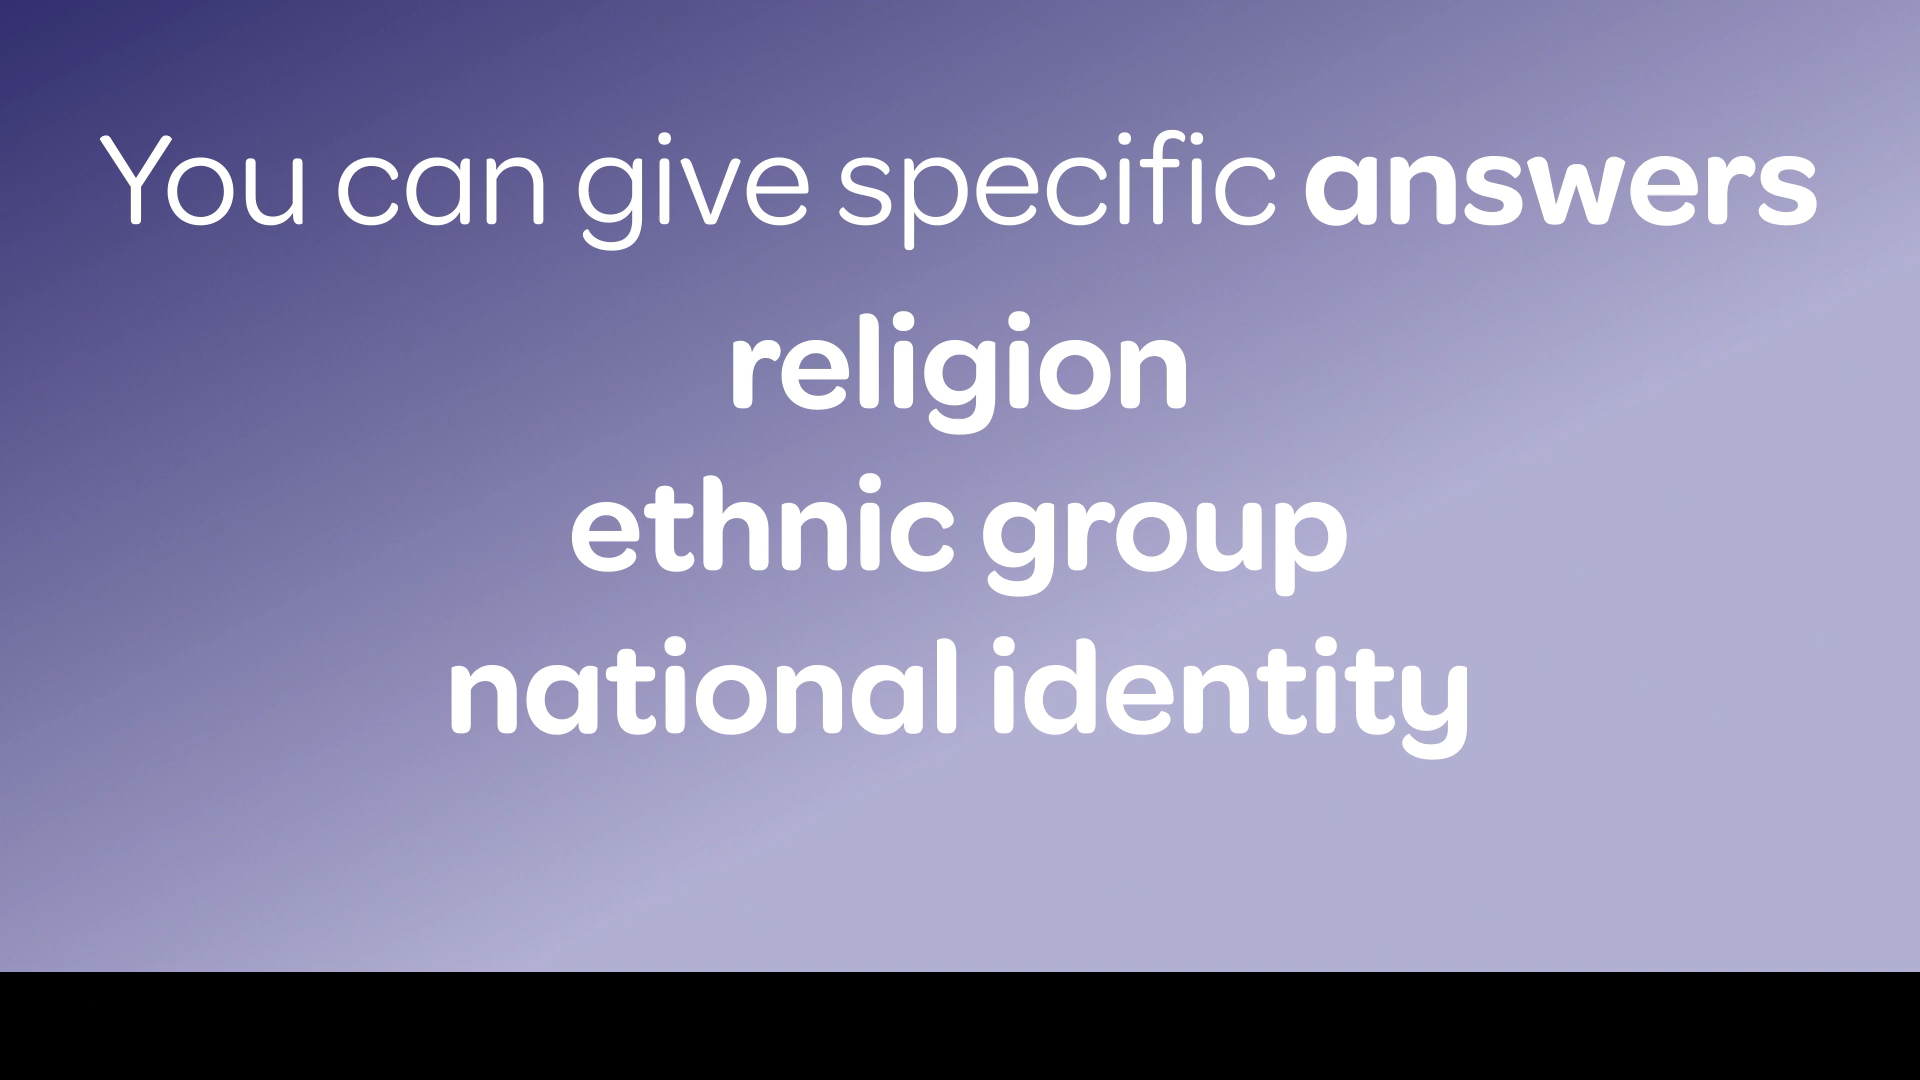 You can give specific answers
religion
ethnic group
national identity